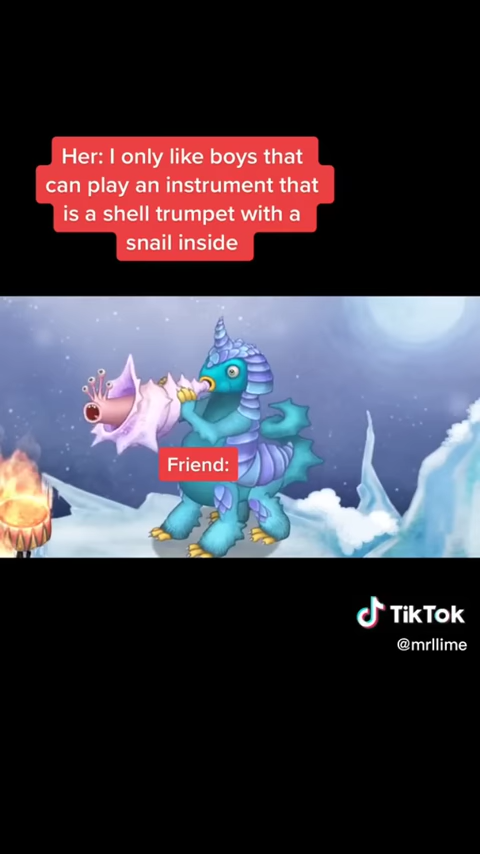 Her: I only like boys that
can play an instrument that
is a shell trumpet with a
snail inside
Friend:
TikTok
@mrllime